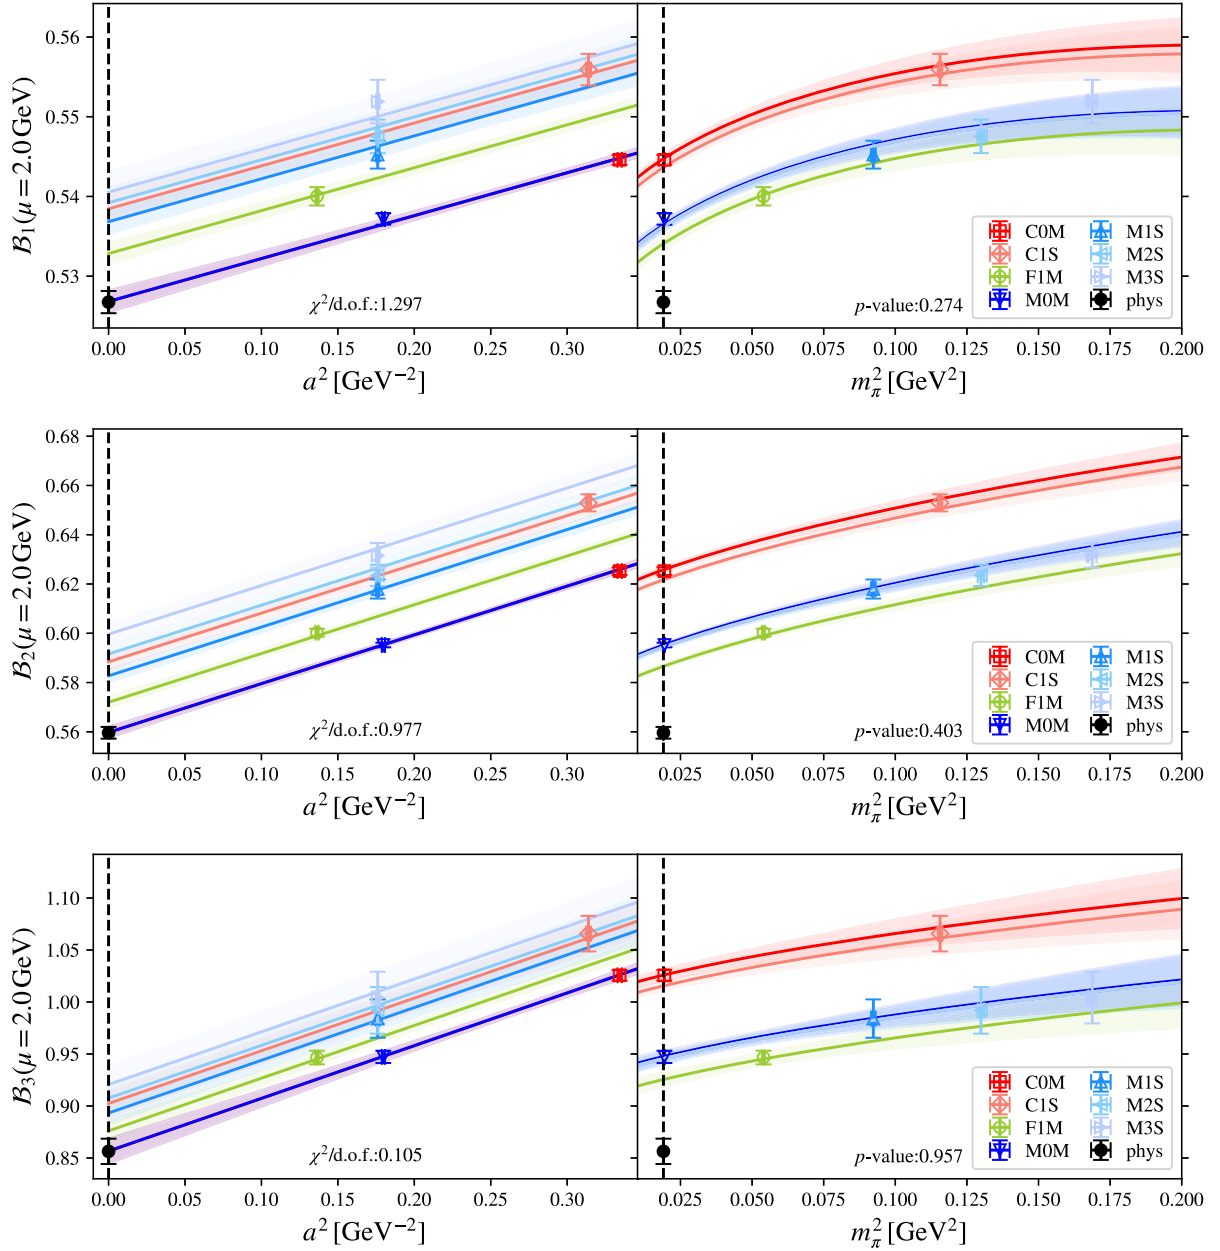 0.56
0.55
0.54
0.53
B₁(μ = 2.0 GeV)
χ²/d.o.f.:1.297
p-value:0.274
C0M M1S
C1S M2S
F1M M3S
M0M phys
0.00 0.05 0.10 0.15 0.20 0.25 0.30 0.025 0.050 0.075 0.100 0.125 0.150 0.175 0.200
a² [GeV⁻²] m_π² [GeV²]
0.68
0.66
0.64
0.62
0.60
0.58
0.56
B₂(μ = 2.0 GeV)
χ²/d.o.f.:0.977
p-value:0.403
C0M M1S
C1S M2S
F1M M3S
M0M phys
0.00 0.05 0.10 0.15 0.20 0.25 0.30 0.025 0.050 0.075 0.100 0.125 0.150 0.175 0.200
a² [GeV⁻²] m_π² [GeV²]
1.10
1.05
1.00
0.95
0.90
0.85
B₃(μ = 2.0 GeV)
χ²/d.o.f.:0.105
p-value:0.957
C0M M1S
C1S M2S
F1M M3S
M0M phys
0.00 0.05 0.10 0.15 0.20 0.25 0.30 0.025 0.050 0.075 0.100 0.125 0.150 0.175 0.200
a² [GeV⁻²] m_π² [GeV²]